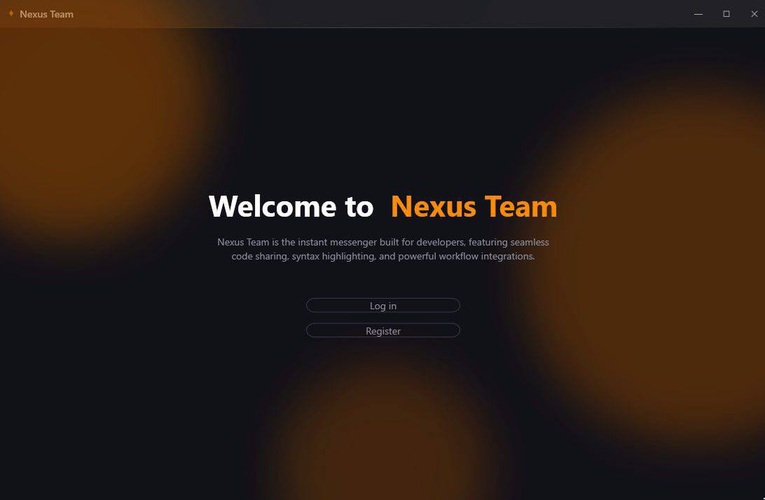 Nexus Team
Welcome to Nexus Team
Nexus Team is the instant messenger built for developers, featuring seamless
code sharing, syntax highlighting, and powerful workflow integrations.
Log in
Register